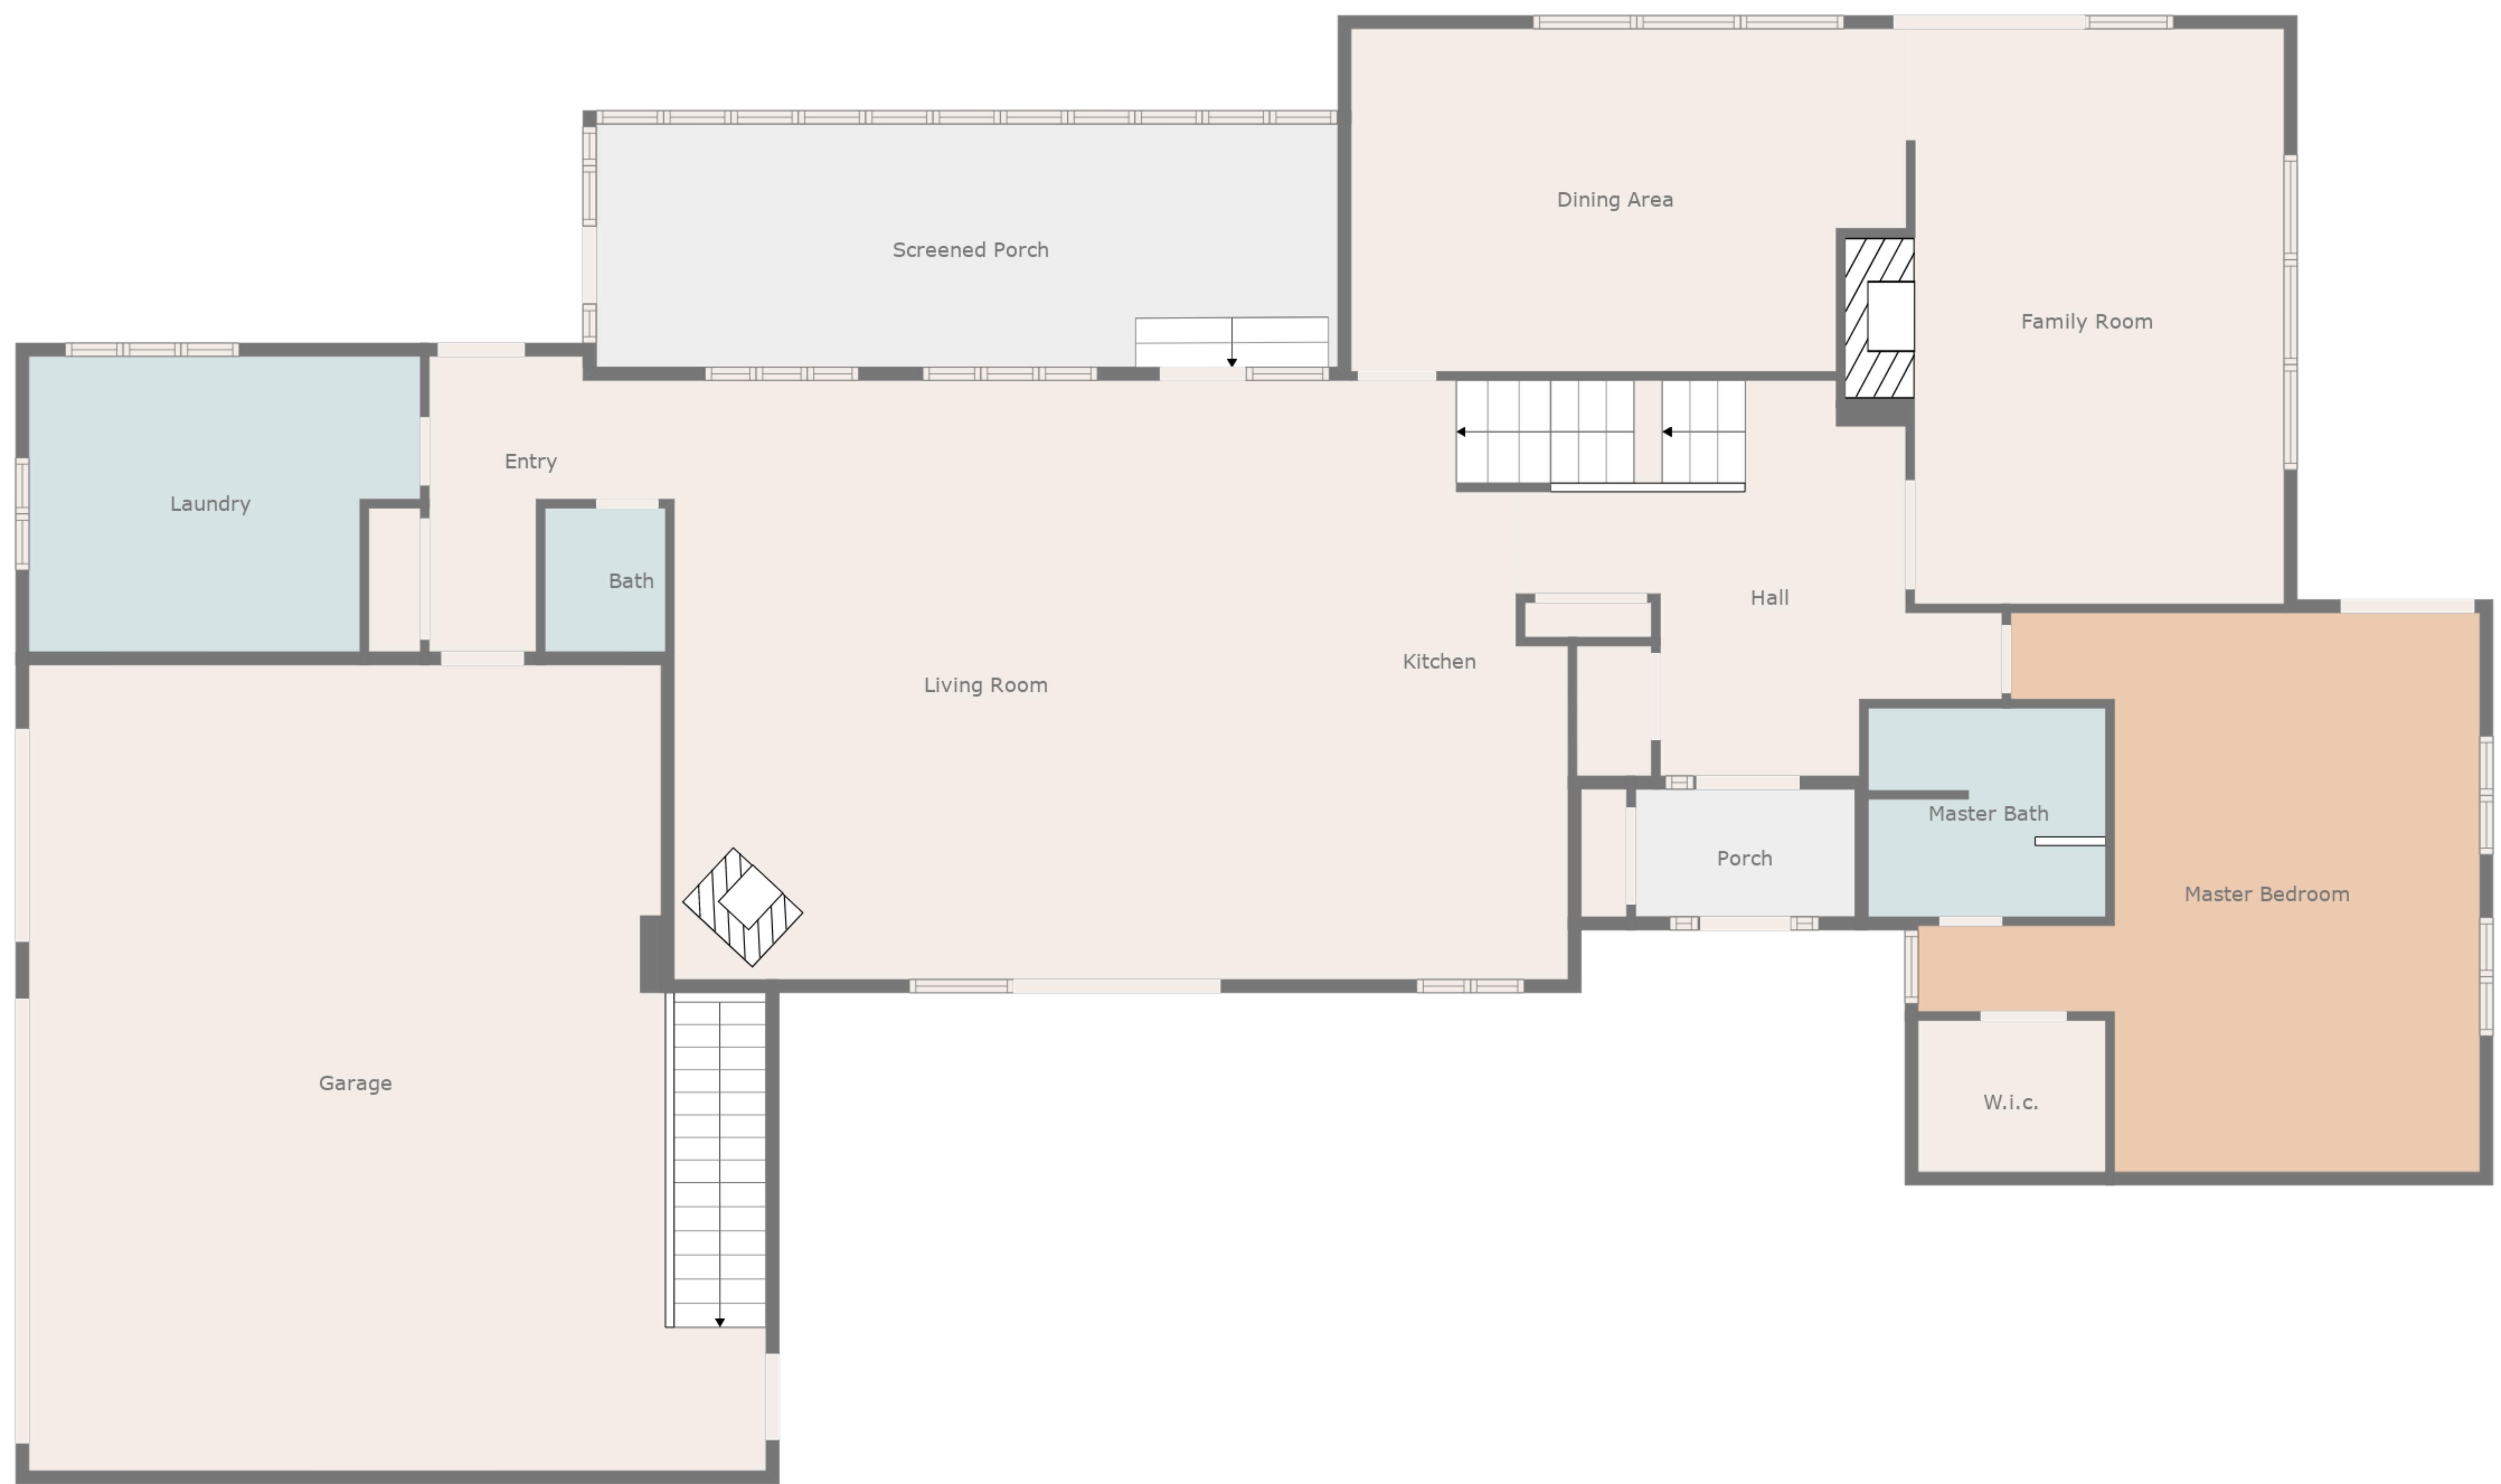 Dining Area
Screened Porch
Family Room
Entry
Laundry
Bath
Hall
Kitchen
Living Room
Master Bath
Porch
Master Bedroom
Garage
W.i.c.